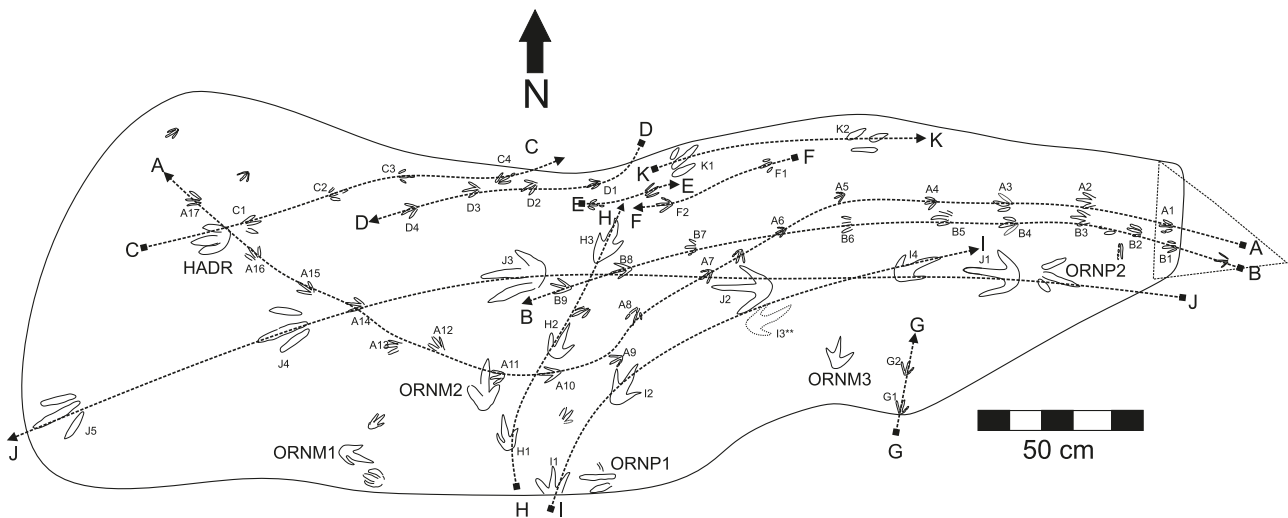 N
C
D
K2
K
A
C3
C4
K1
F
F1
C2
D1
E
E
A17
D3
D2
H
F
F2
A5
A4
A3
A2
C1
D
D4
A6
A1
C
H3
B7
B6
B5
B4
B3
B2
B1
A
HADR
A16
J3
B8
A7
I4
I
J1
ORNP2
B
A15
B9
J2
J
A14
B
A8
I3**
H2
G
J4
A13
A12
A9
ORNM3
G2
ORNM2
A11
A10
I2
G1
J5
J
H1
G
50 cm
ORNM1
I1
ORNP1
H
I